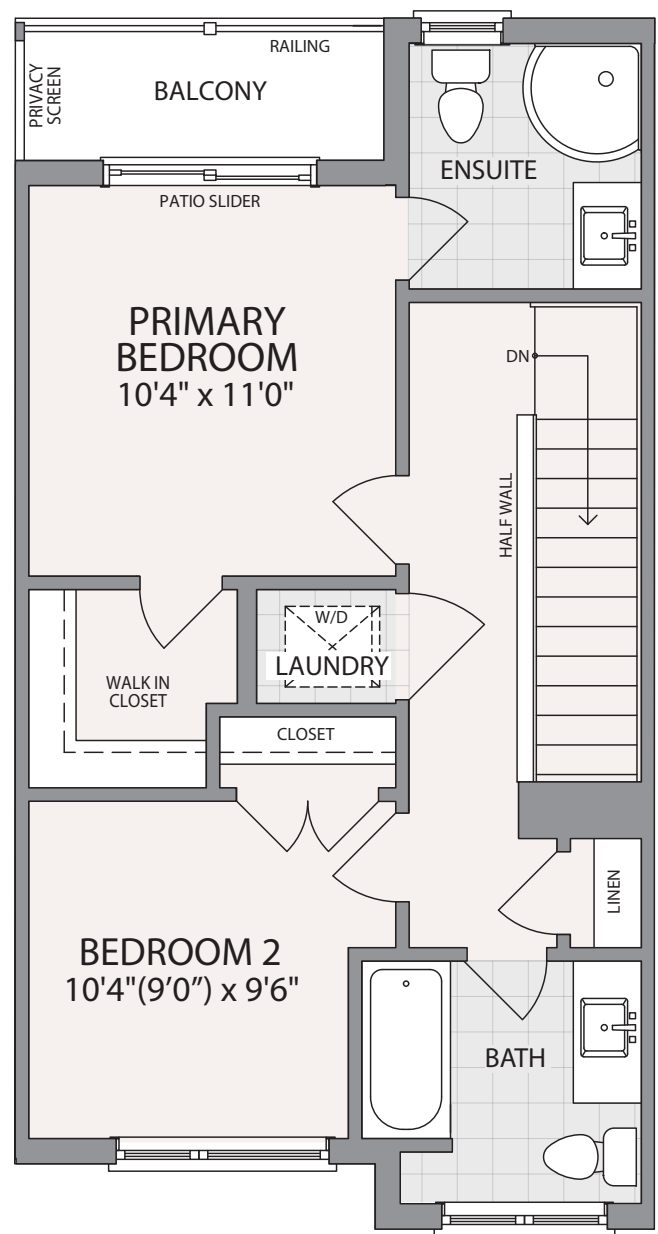 RAILING
PRIVACY
SCREEN
BALCONY
ENSUITE
PATIO SLIDER
PRIMARY
BEDROOM
10'4" x 11'0"
DN
HALF WALL
W/D
LAUNDRY
WALK IN
CLOSET
CLOSET
LINEN
BEDROOM 2
10'4"(9’0”) x 9'6"
BATH